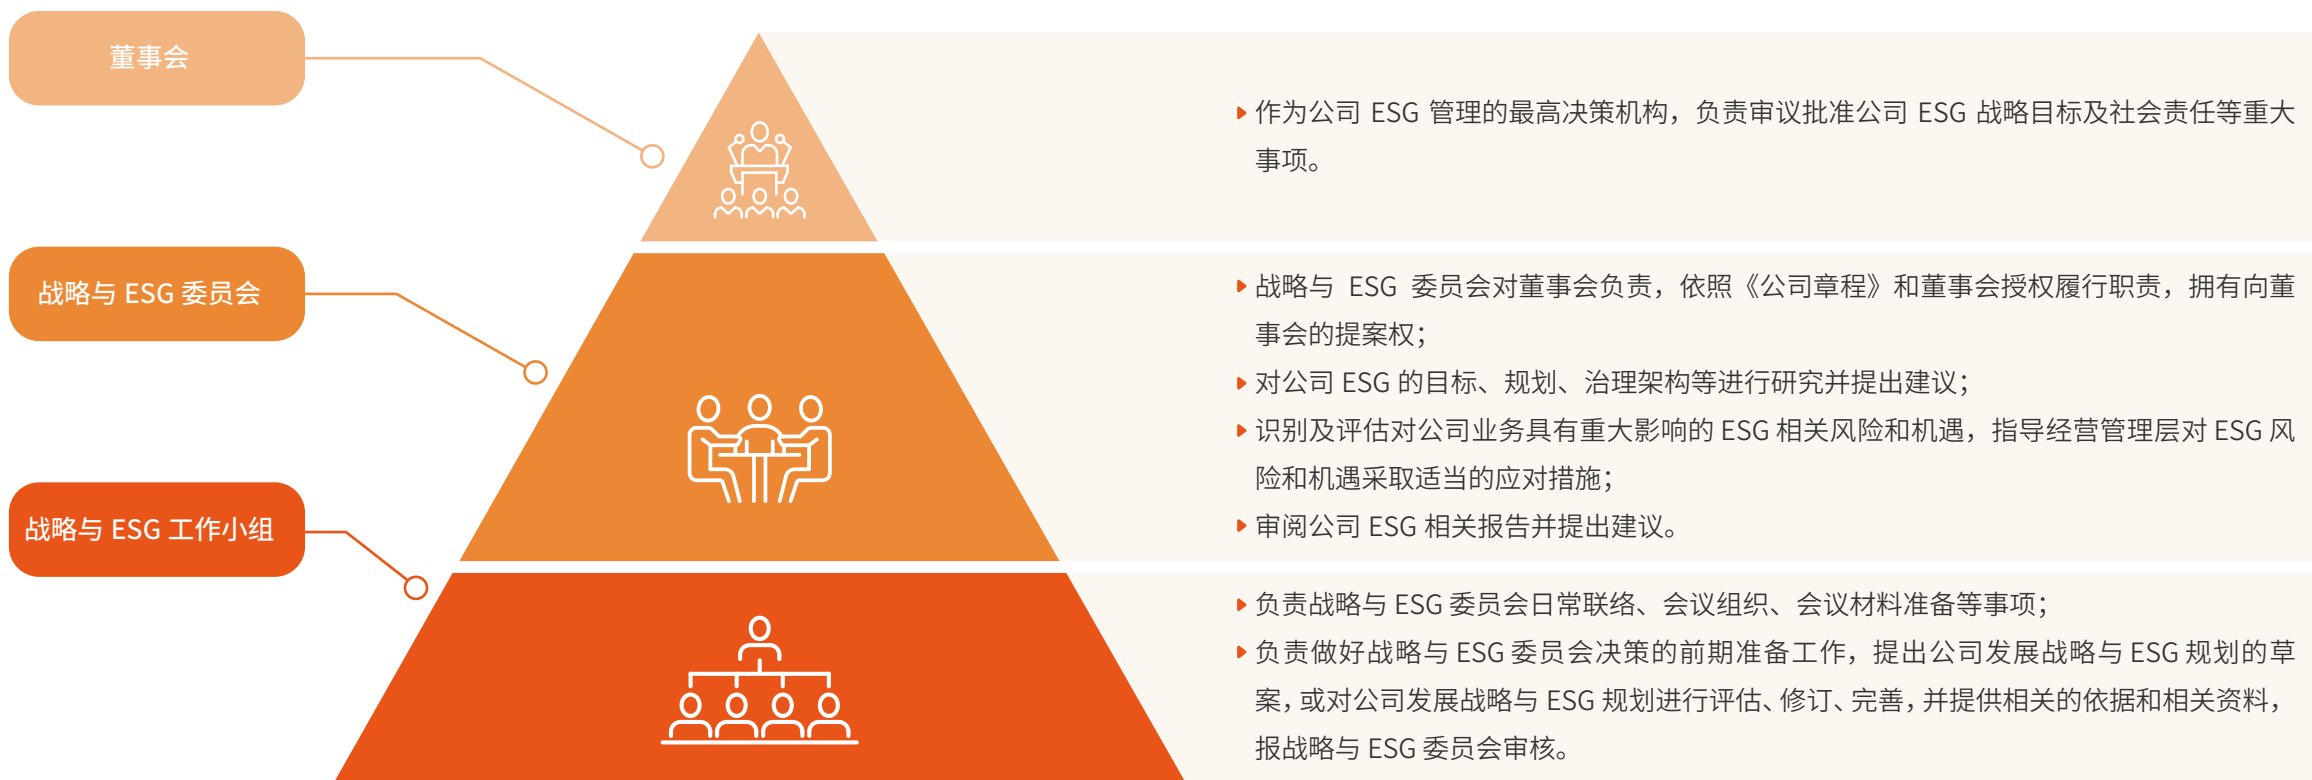 董事会
作为公司 ESG 管理的最高决策机构，负责审议批准公司 ESG 战略目标及社会责任等重大
事项。
战略与 ESG 委员会
战略与 ESG 委员会对董事会负责，依照《公司章程》和董事会授权履行职责，拥有向董
事会的提案权；
对公司 ESG 的目标、规划、治理架构等进行研究并提出建议；
识别及评估对公司业务具有重大影响的 ESG 相关风险和机遇，指导经营管理层对 ESG 风
险和机遇采取适当的应对措施；
审阅公司 ESG 相关报告并提出建议。
战略与 ESG 工作小组
负责战略与 ESG 委员会日常联络、会议组织、会议材料准备等事项；
负责做好战略与 ESG 委员会决策的前期准备工作，提出公司发展战略与 ESG 规划的草
案，或对公司发展战略与 ESG 规划进行评估、修订、完善，并提供相关的依据和相关资料，
报战略与 ESG 委员会审核。